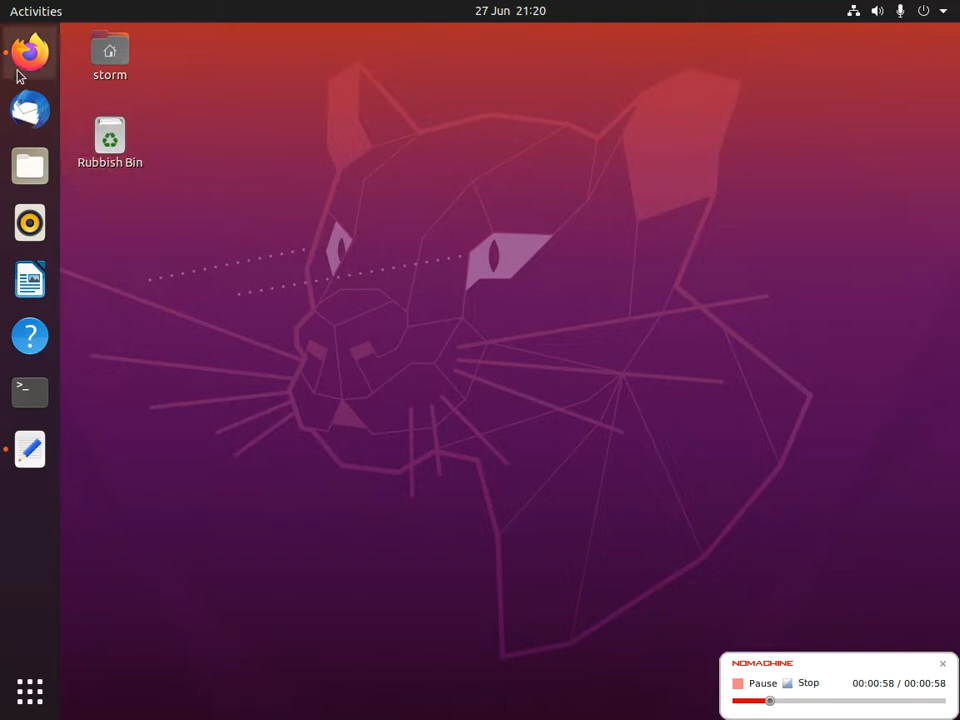 Activities
27 Jun 21:20
storm
Rubbish Bin
?
>_
NOMACHINE
Pause
Stop
00:00:58 / 00:00:58